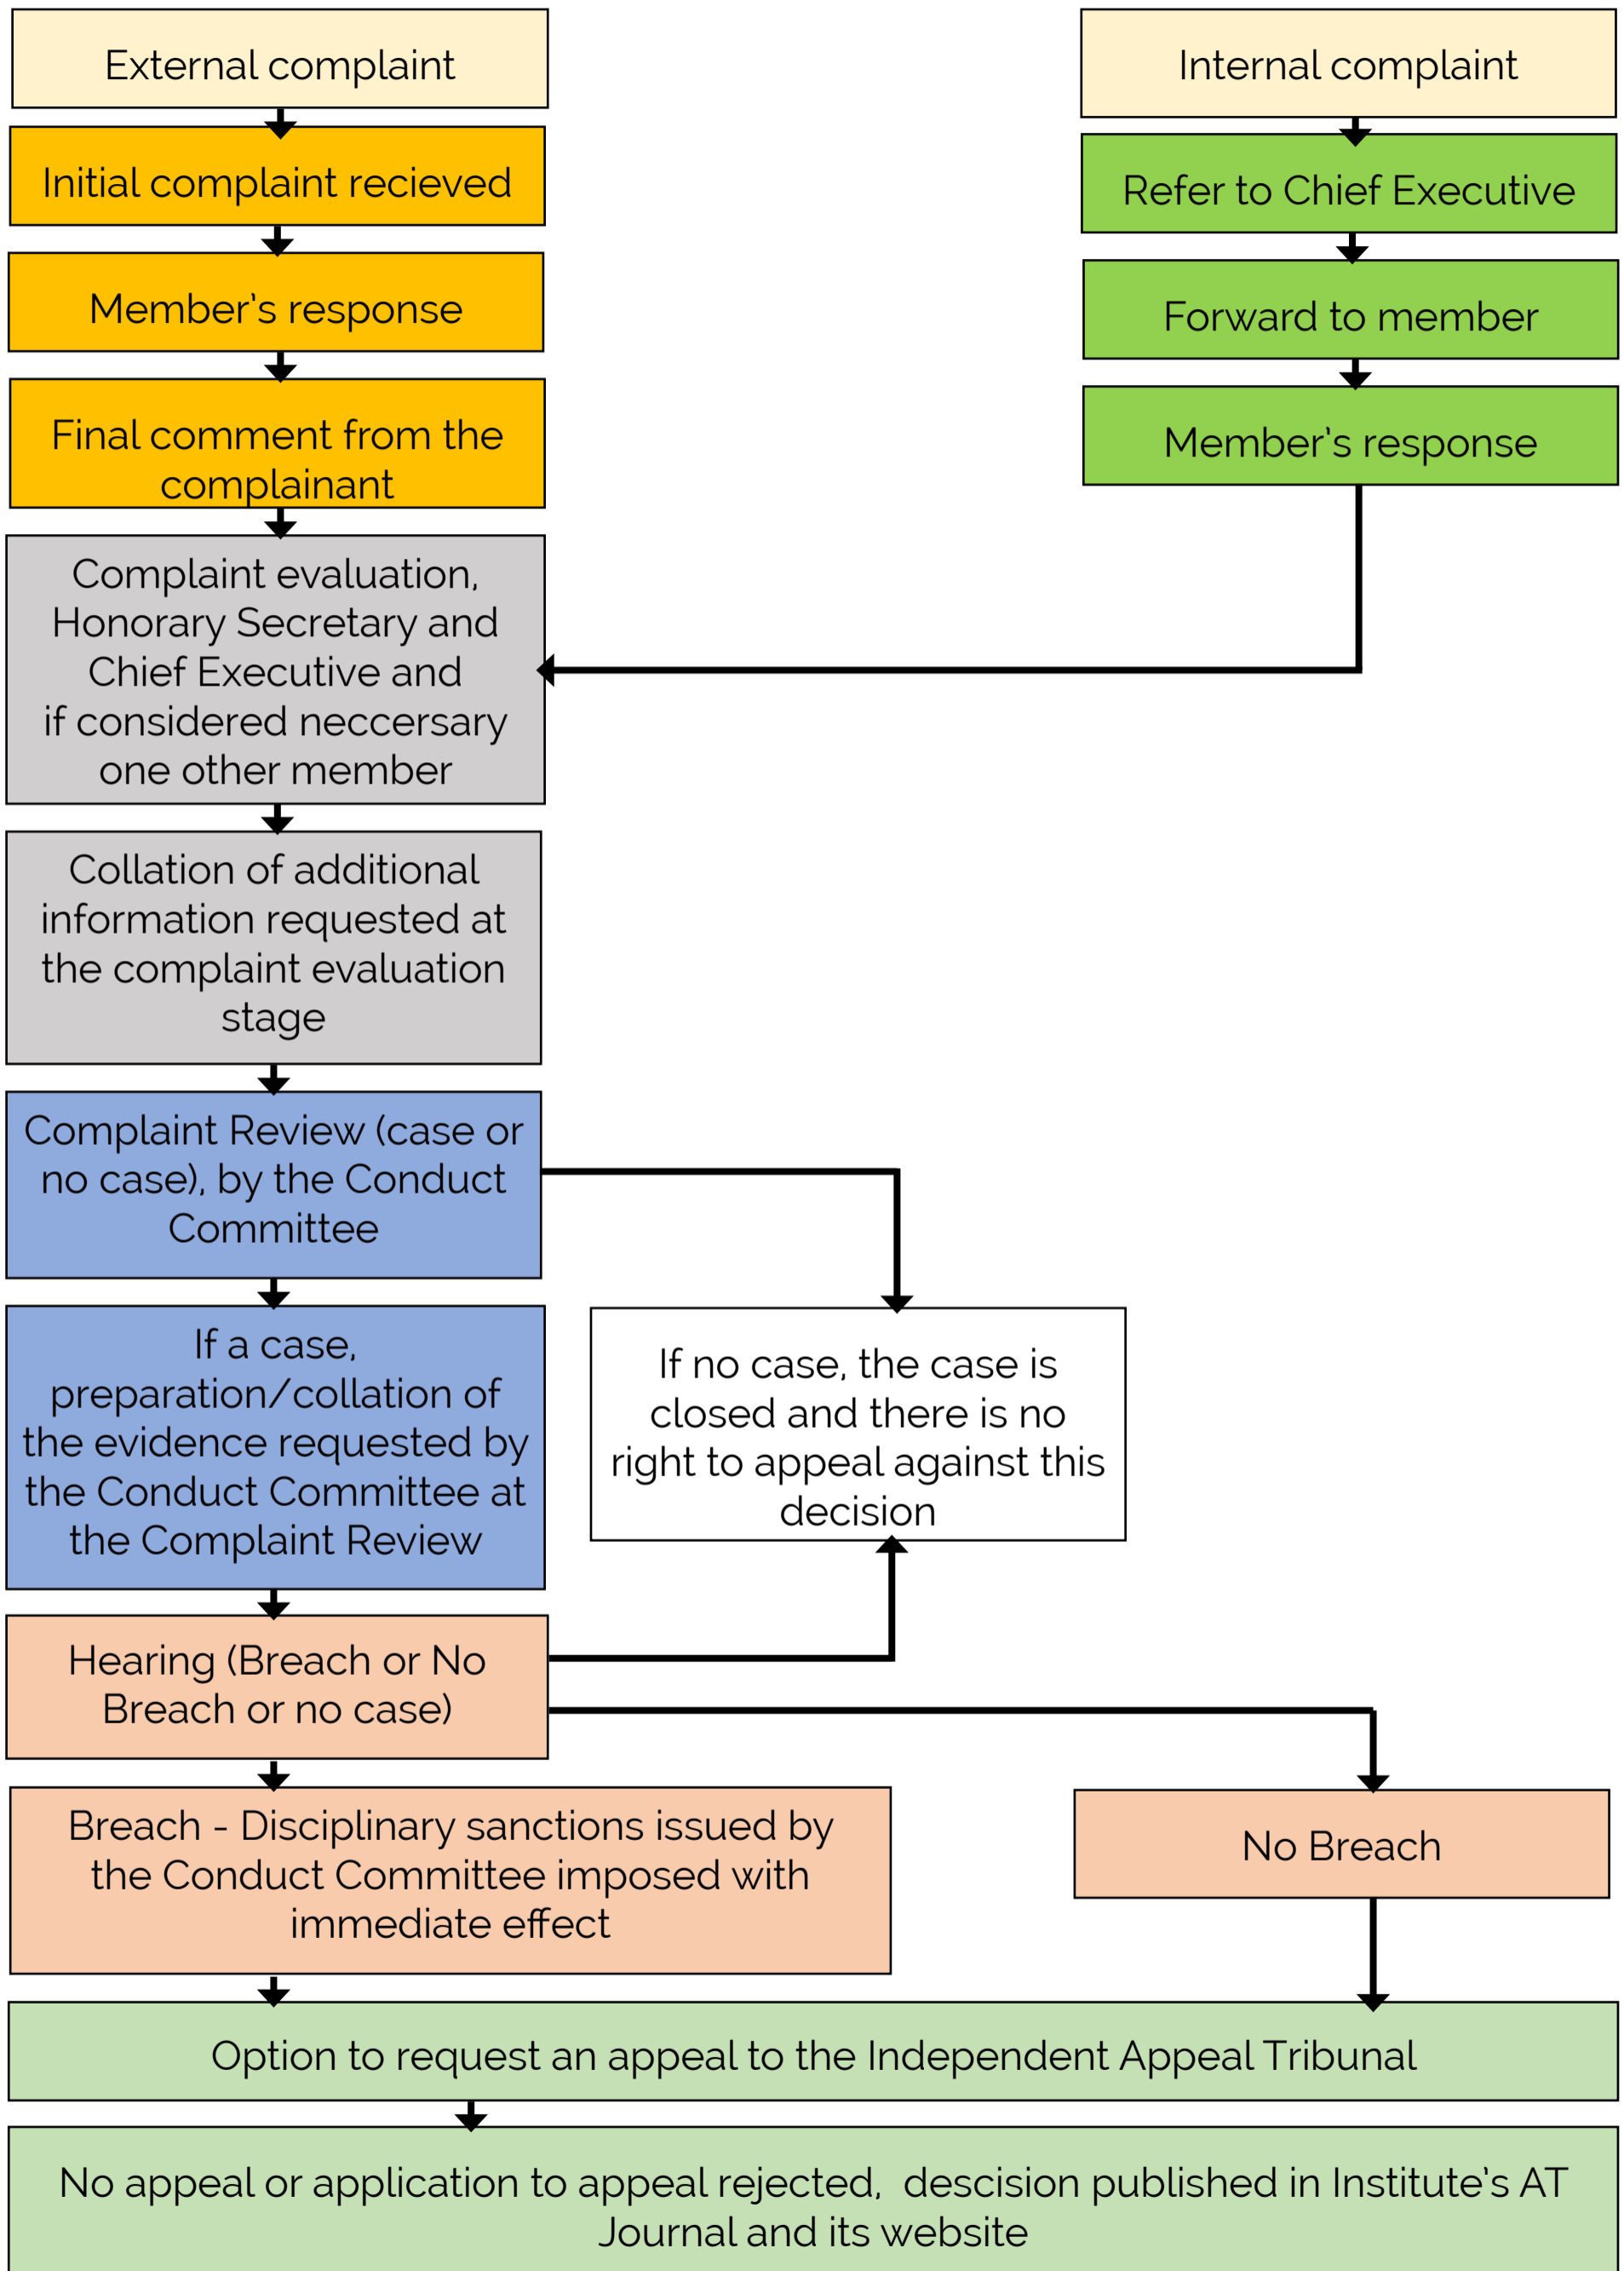 External complaint
Internal complaint
Initial complaint recieved
Refer to Chief Executive
Member's response
Forward to member
Final comment from the
complainant
Member's response
Complaint evaluation,
Honorary Secretary and
Chief Executive and
if considered neccersary
one other member
Collation of additional
information requested at
the complaint evaluation
stage
Complaint Review (case or
no case), by the Conduct
Committee
If a case,
preparation/collation of
the evidence requested by
the Conduct Committee at
the Complaint Review
If no case, the case is
closed and there is no
right to appeal against this
decision
Hearing (Breach or No
Breach or no case)
Breach - Disciplinary sanctions issued by
the Conduct Committee imposed with
immediate effect
No Breach
Option to request an appeal to the Independent Appeal Tribunal
No appeal or application to appeal rejected,  descision published in Institute's AT
Journal and its website